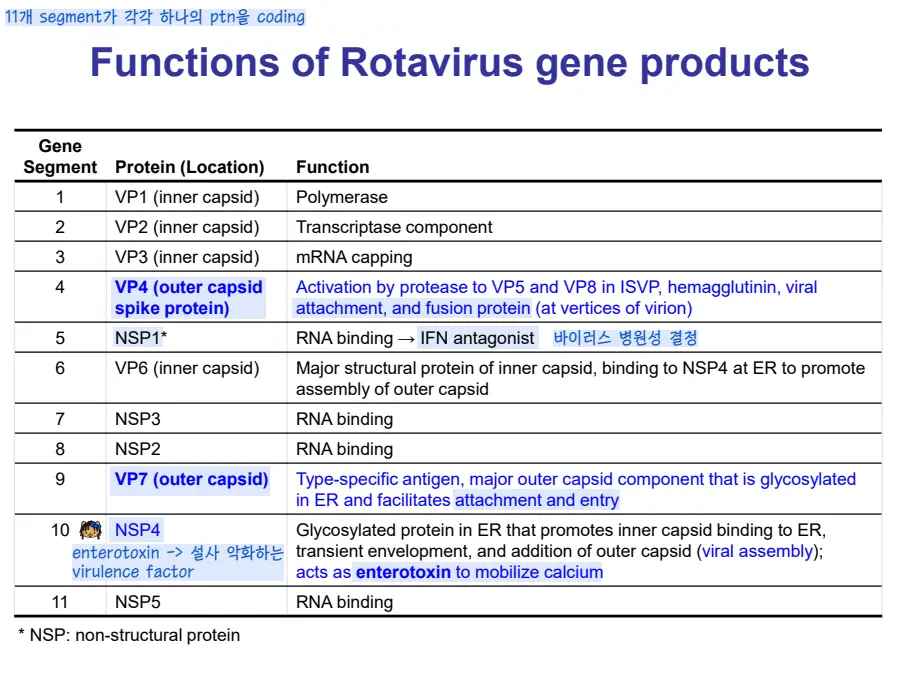 11개 segment가 각각 하나의 ptn을 coding
Functions of Rotavirus gene products
Gene
Segment Protein (Location) Function
1 VP1 (inner capsid) Polymerase
2 VP2 (inner capsid) Transcriptase component
3 VP3 (inner capsid) mRNA capping
4 VP4 (outer capsid Activation by protease to VP5 and VP8 in ISVP, hemagglutinin, viral
spike protein) attachment, and fusion protein (at vertices of virion)
5 NSP1* RNA binding → IFN antagonist 바이러스 병원성 결정
6 VP6 (inner capsid) Major structural protein of inner capsid, binding to NSP4 at ER to promote
assembly of outer capsid
7 NSP3 RNA binding
8 NSP2 RNA binding
9 VP7 (outer capsid) Type-specific antigen, major outer capsid component that is glycosylated
in ER and facilitates attachment and entry
10 NSP4 Glycosylated protein in ER that promotes inner capsid binding to ER,
enterotoxin -> 설사 악화하는 transient envelopment, and addition of outer capsid (viral assembly);
virulence factor acts as enterotoxin to mobilize calcium
11 NSP5 RNA binding
* NSP: non-structural protein